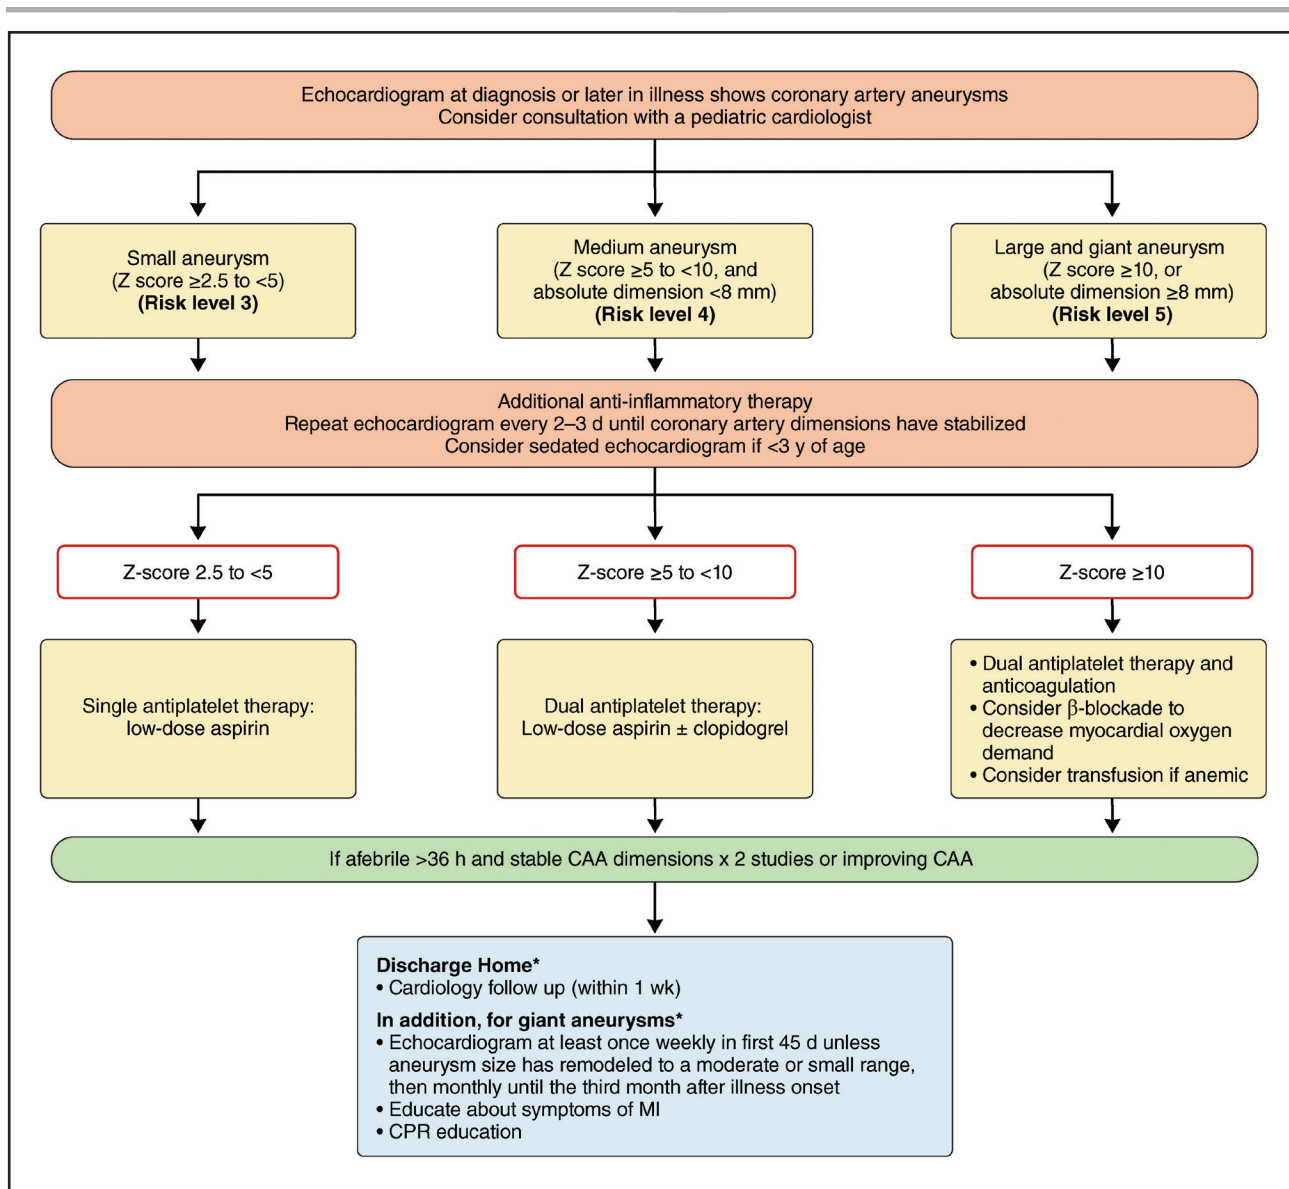 Echocardiogram at diagnosis or later in illness shows coronary artery aneurysms
Consider consultation with a pediatric cardiologist
Small aneurysm
(Z score ≥2.5 to <5)
(Risk level 3)
Medium aneurysm
(Z score ≥5 to <10, and
absolute dimension <8 mm)
(Risk level 4)
Large and giant aneurysm
(Z score ≥10, or
absolute dimension ≥8 mm)
(Risk level 5)
Additional anti-inflammatory therapy
Repeat echocardiogram every 2–3 d until coronary artery dimensions have stabilized
Consider sedated echocardiogram if <3 y of age
Z-score 2.5 to <5
Z-score ≥5 to <10
Z-score ≥10
Single antiplatelet therapy:
low-dose aspirin
Dual antiplatelet therapy:
Low-dose aspirin ± clopidogrel
• Dual antiplatelet therapy and
anticoagulation
• Consider β-blockade to
decrease myocardial oxygen
demand
• Consider transfusion if anemic
If afebrile >36 h and stable CAA dimensions x 2 studies or improving CAA
Discharge Home*
• Cardiology follow up (within 1 wk)
In addition, for giant aneurysms*
• Echocardiogram at least once weekly in first 45 d unless
aneurysm size has remodeled to a moderate or small range,
then monthly until the third month after illness onset
• Educate about symptoms of MI
• CPR education